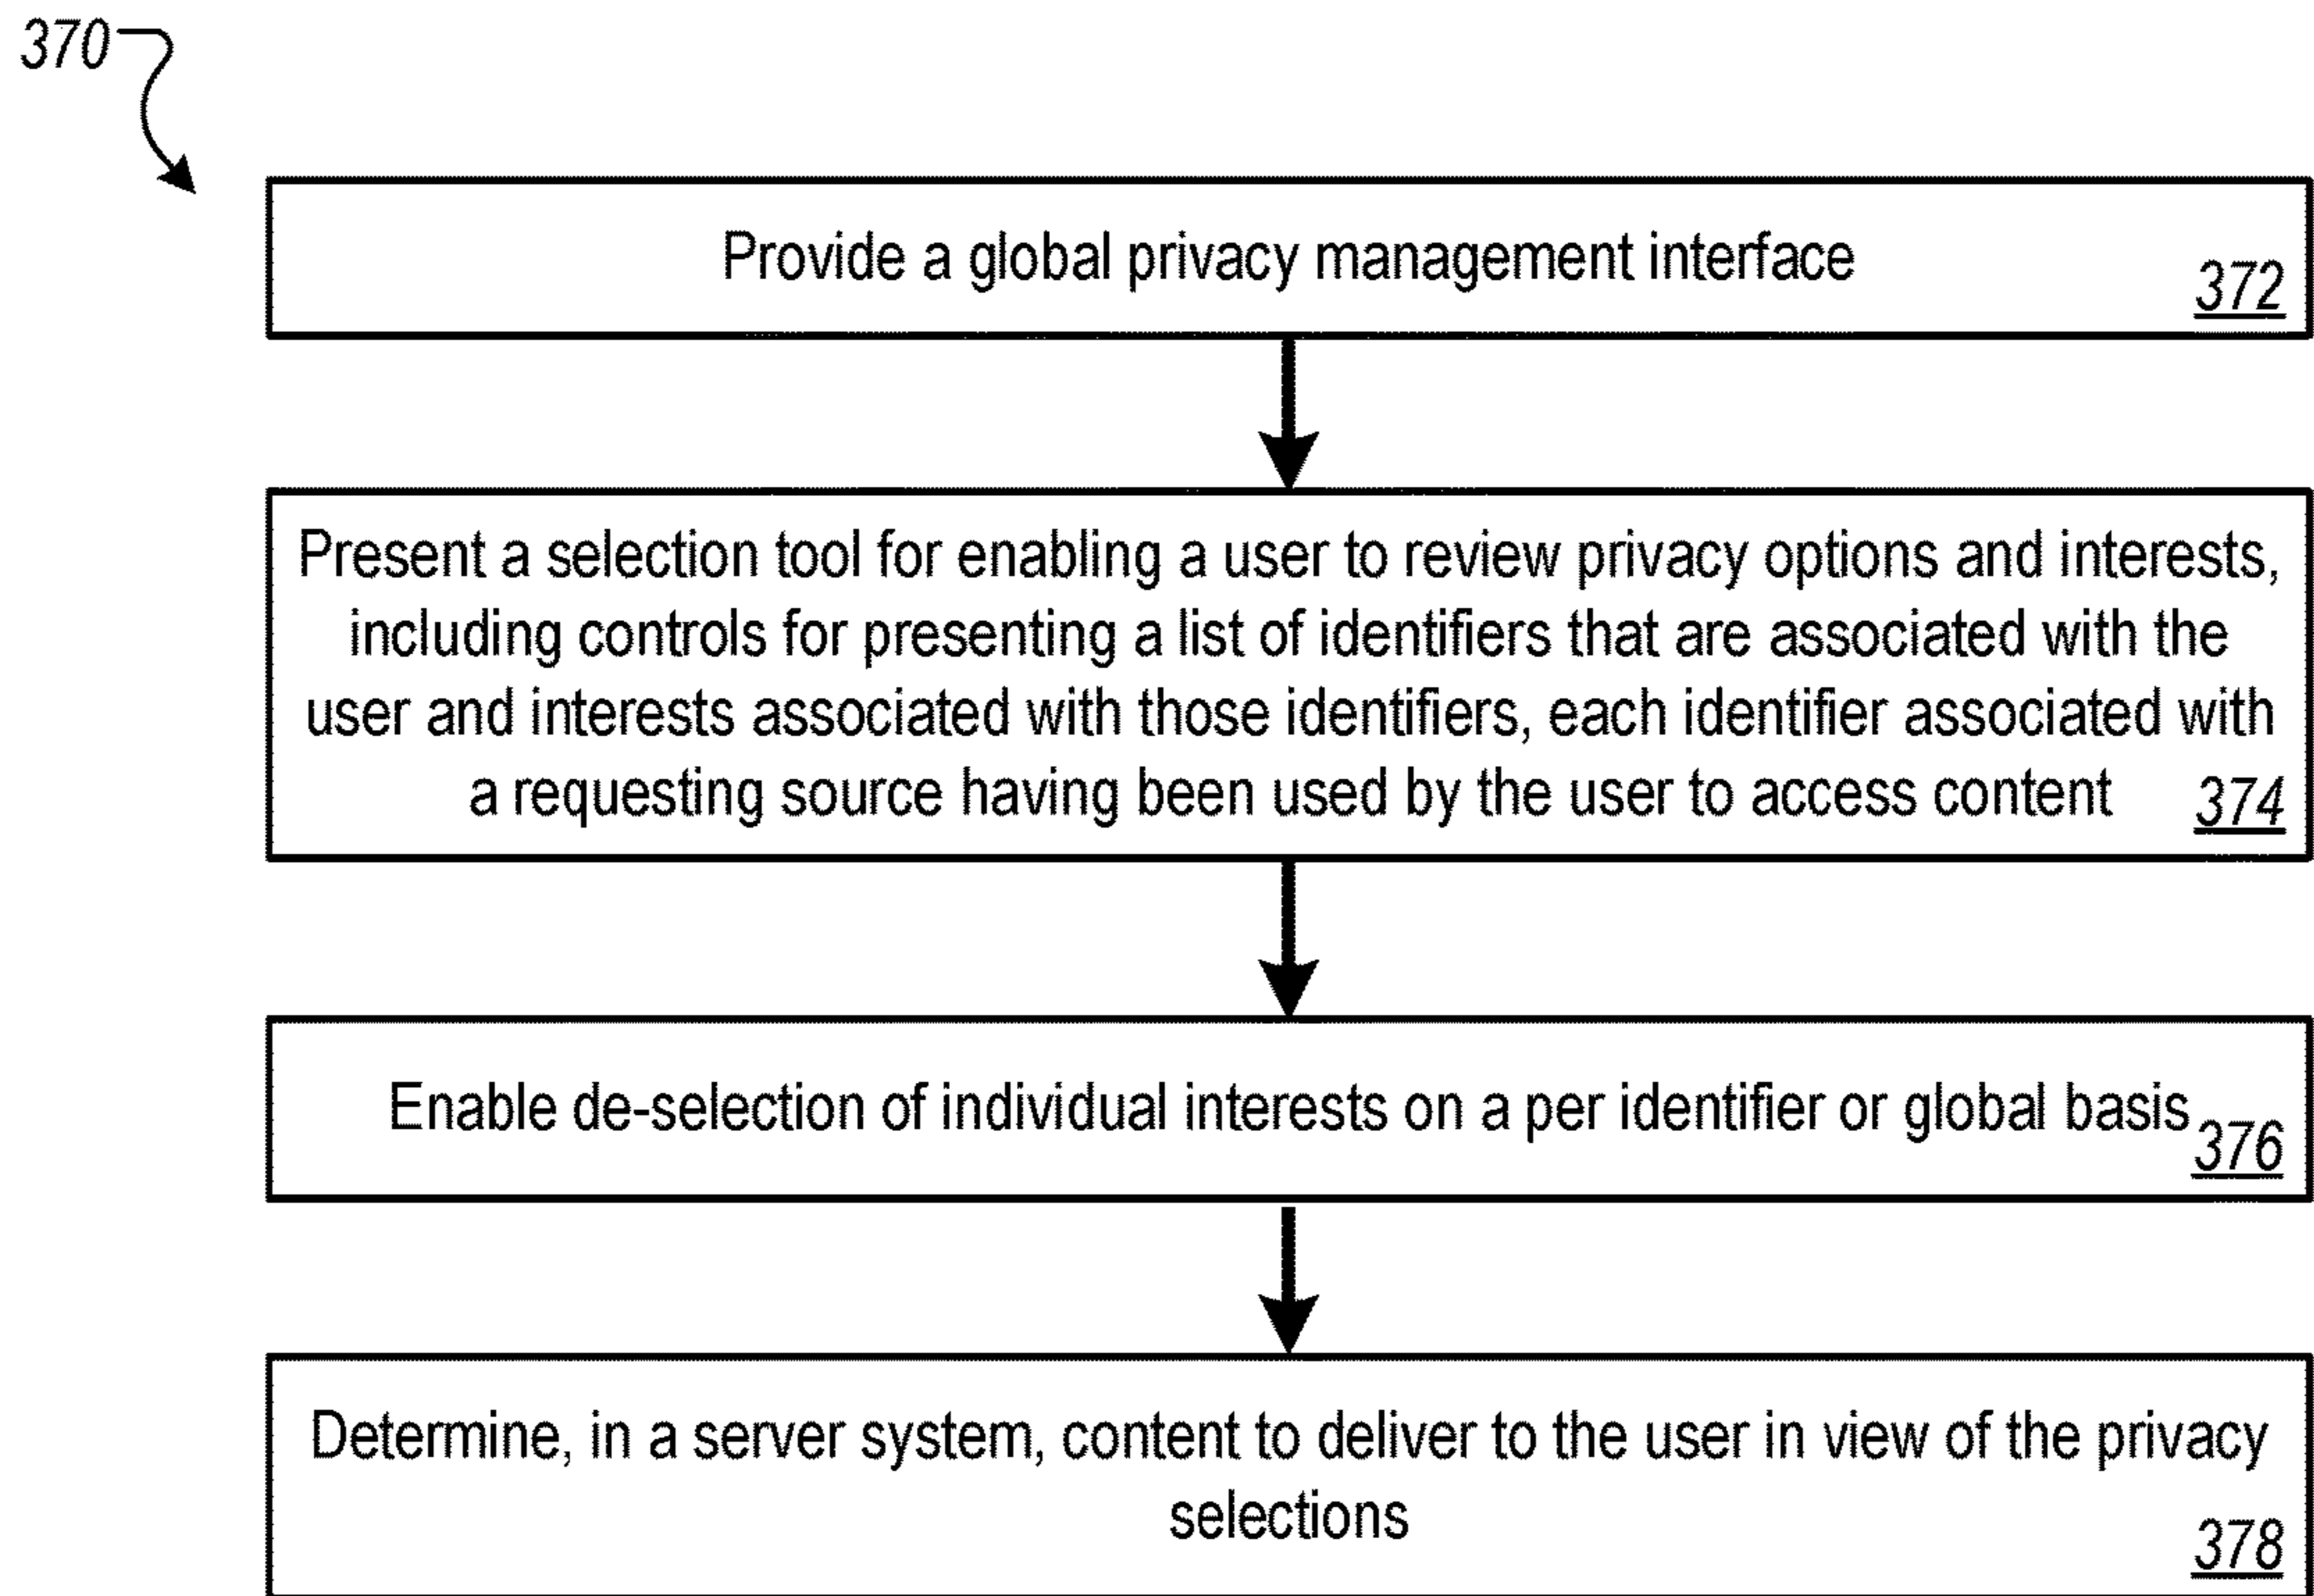 370
Provide a global privacy management interface
372
Present a selection tool for enabling a user to review privacy options and interests,
including controls for presenting a list of identifiers that are associated with the
user and interests associated with those identifiers, each identifier associated with
a requesting source having been used by the user to access content
374
Enable de-selection of individual interests on a per identifier or global basis
376
Determine, in a server system, content to deliver to the user in view of the privacy
selections
378